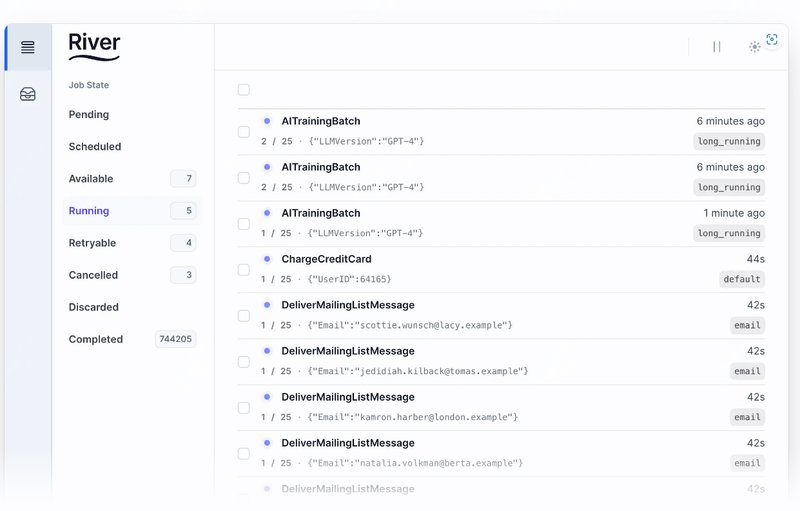 River
Job State
Pending
Scheduled
Available 7
Running 5
Retryable 4
Cancelled 3
Discarded
Completed 744205
AITrainingBatch 6 minutes ago
2 / 25 · {"LLMVersion":"GPT-4"} long_running
AITrainingBatch 6 minutes ago
2 / 25 · {"LLMVersion":"GPT-4"} long_running
AITrainingBatch 1 minute ago
1 / 25 · {"LLMVersion":"GPT-4"} long_running
ChargeCreditCard 44s
1 / 25 · {"UserID":64165} default
DeliverMailingListMessage 42s
1 / 25 · {"Email":"scottie.wunsch@lacy.example"} email
DeliverMailingListMessage 42s
1 / 25 · {"Email":"jedidiah.kilback@tomas.example"} email
DeliverMailingListMessage 42s
1 / 25 · {"Email":"kamron.harber@london.example"} email
DeliverMailingListMessage 42s
1 / 25 · {"Email":"natalia.volkman@berta.example"} email
DeliverMailingListMessage 42s